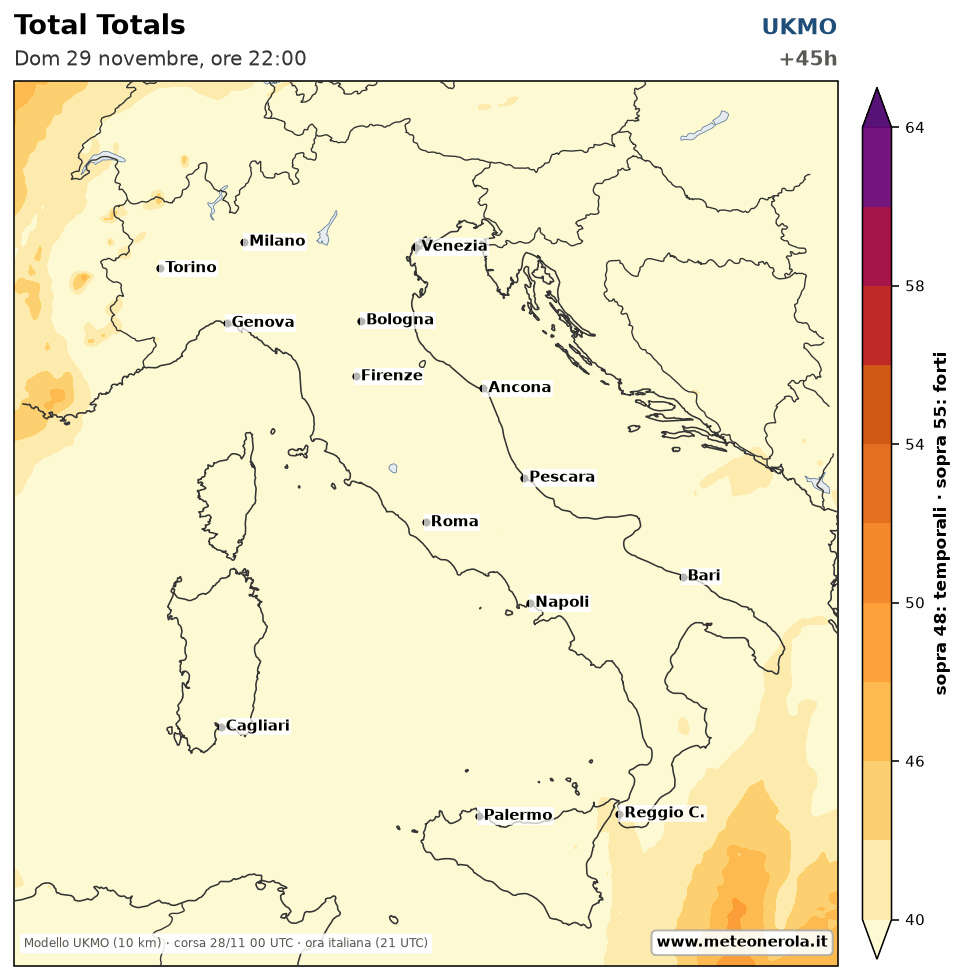 Total Totals
UKMO
Dom 29 novembre, ore 22:00
+45h
64
58
54
50
46
40
sopra 48: temporali · sopra 55: forti
Milano
Venezia
Torino
Genova
Bologna
Firenze
Ancona
Pescara
Roma
Bari
Napoli
Cagliari
Palermo
Reggio C.
Modello UKMO (10 km) · corsa 28/11 00 UTC · ora italiana (21 UTC)
www.meteonerola.it